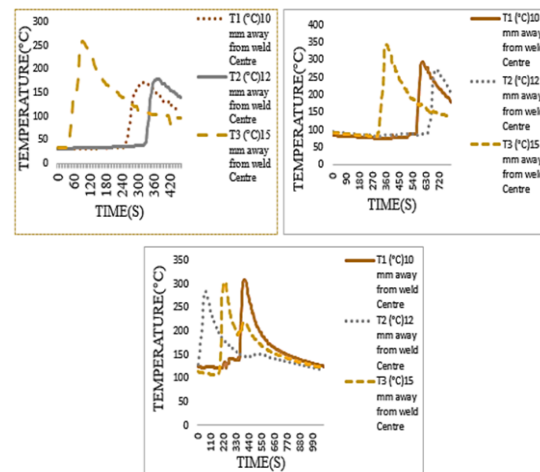 TEMPERATURE(°C)
300
250
200
150
100
50
0
0
60
120
180
240
300
360
420
TIME(S)
T1 (°C)10
mm away
from weld
Centre
T2 (°C)12
mm away
from weld
Centre
T3 (°C)15
mm away
from weld
Centre
TEMPERATURE(°C)
400
350
300
250
200
150
100
50
0
0
90
180
270
360
450
540
630
720
TIME(S)
T1 (°C)10
mm away
from weld
Centre
T2 (°C)12
mm away
from weld
Centre
T3 (°C)15
mm away
from weld
Centre
TEMPERATURE(°C)
350
300
250
200
150
100
50
0
0
110
220
330
440
550
660
770
880
990
TIME(S)
T1 (°C)10
mm away
from weld
Centre
T2 (°C)12
mm away
from weld
Centre
T3 (°C)15
mm away
from weld
Centre